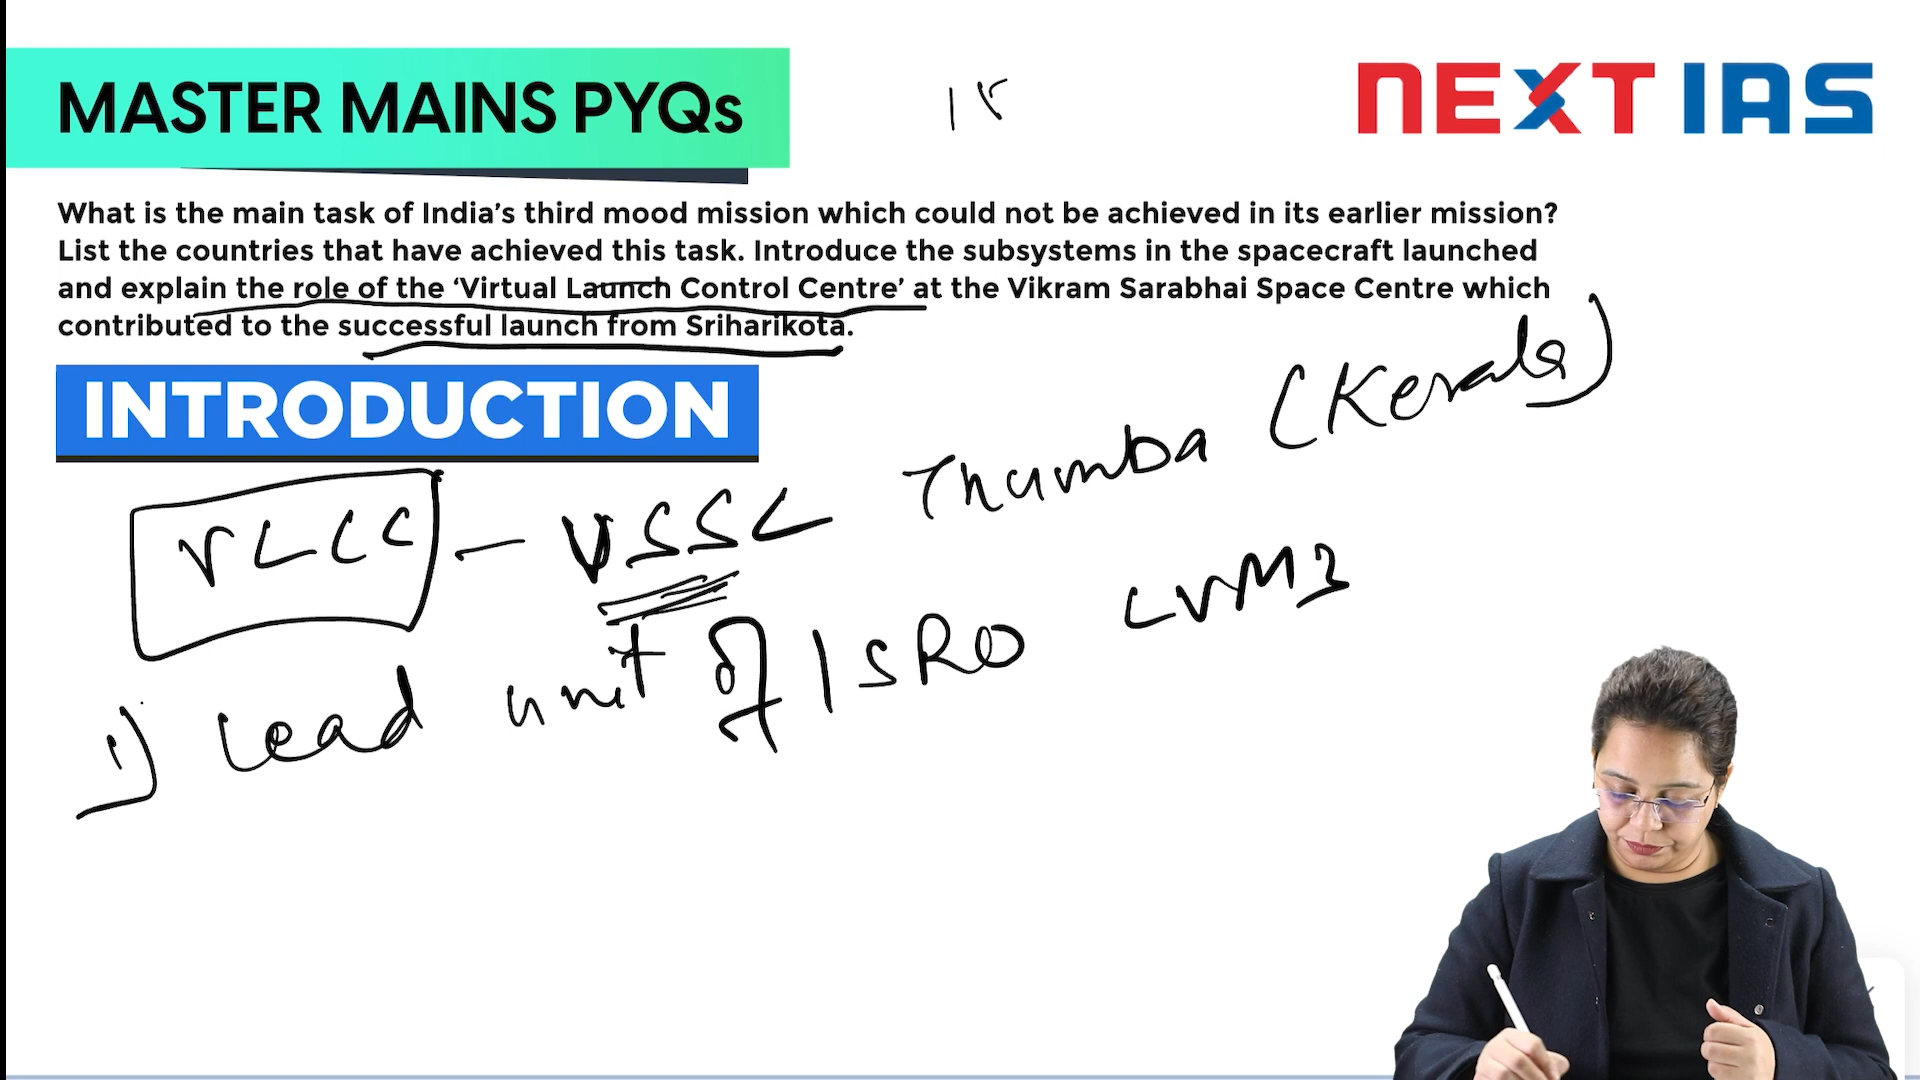 MASTER MAINS PYQs
15
NEXT IAS
What is the main task of India's third mood mission which could not be achieved in its earlier mission?
List the countries that have achieved this task. Introduce the subsystems in the spacecraft launched
and explain the role of the 'Virtual Launch Control Centre' at the Vikram Sarabhai Space Centre which
contributed to the successful launch from Sriharikota.
INTRODUCTION
VLCC - VSSC Thumba (Kerala)
LVM3
1) Lead unit of ISRO